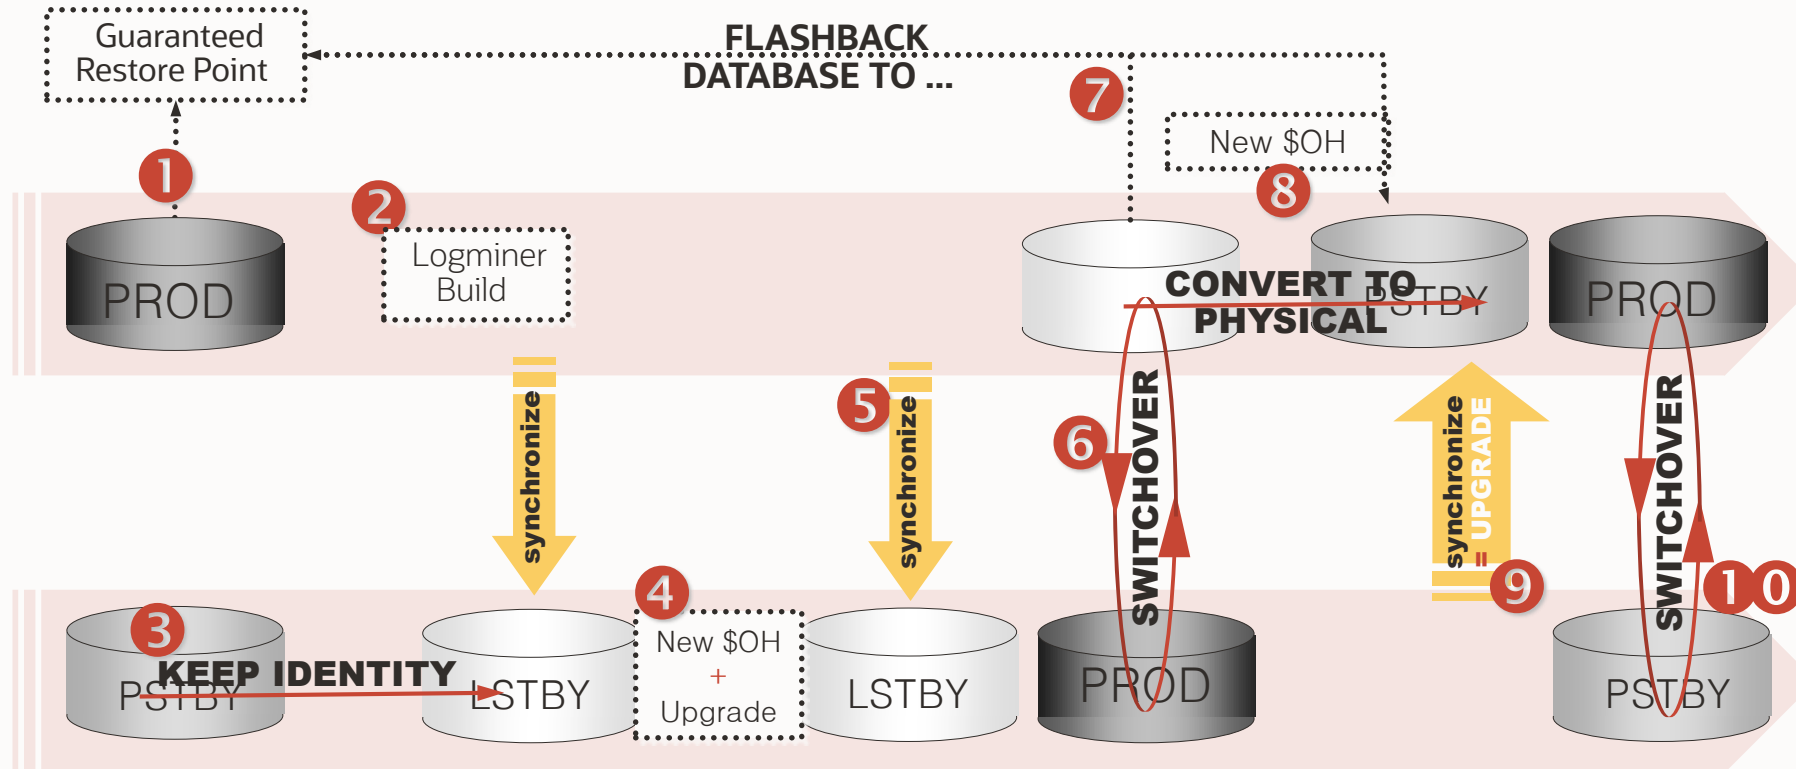 Guaranteed
Restore Point
FLASHBACK
DATABASE TO ...
7
New $OH
8
1
2
Logminer
Build
PROD
CONVERT TO
PHYSICAL
PSTBY
PROD
synchronize
5
synchronize
6
SWITCHOVER
synchronize
= UPGRADE
9
SWITCHOVER
10
3
KEEP IDENTITY
PSTBY
LSTBY
4
New $OH
+
Upgrade
LSTBY
PROD
PSTBY